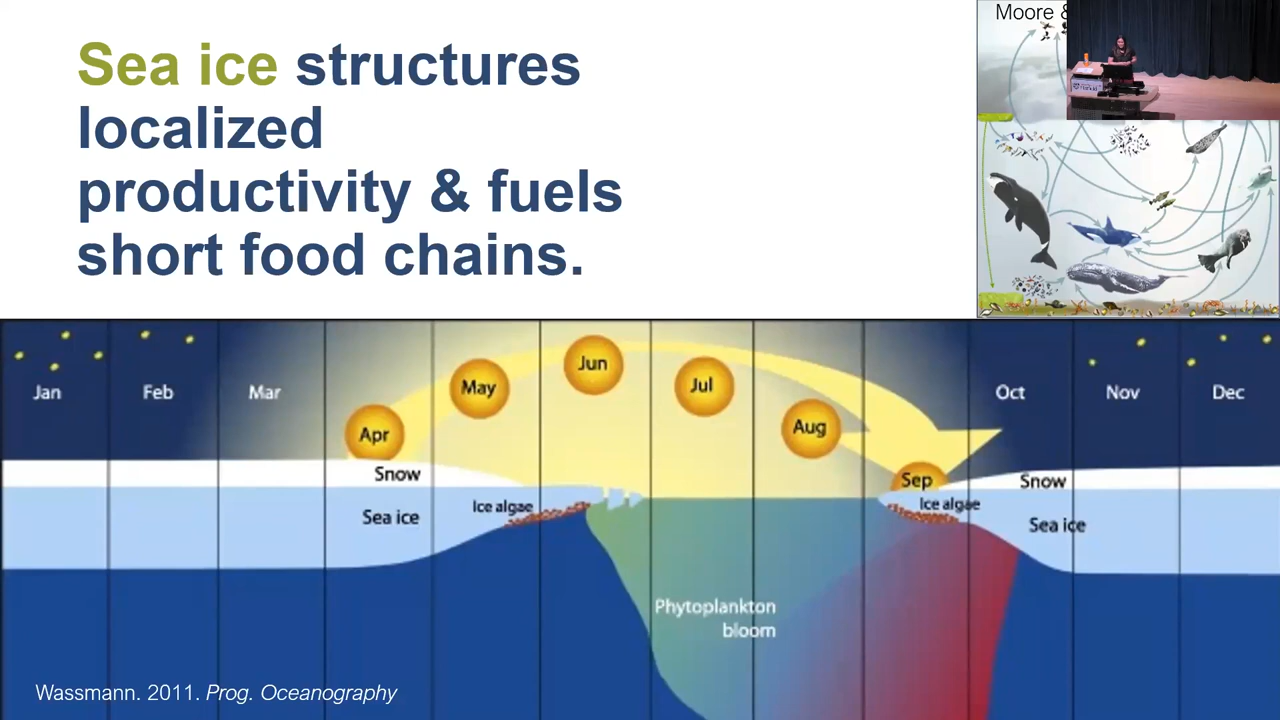 Sea ice structures
localized
productivity & fuels
short food chains.
Moore &
Jan
Feb
Mar
Apr
May
Jun
Jul
Aug
Sep
Oct
Nov
Dec
Snow
Sea ice
Ice algae
Phytoplankton
bloom
Ice algae
Snow
Sea ice
Wassmann. 2011. Prog. Oceanography